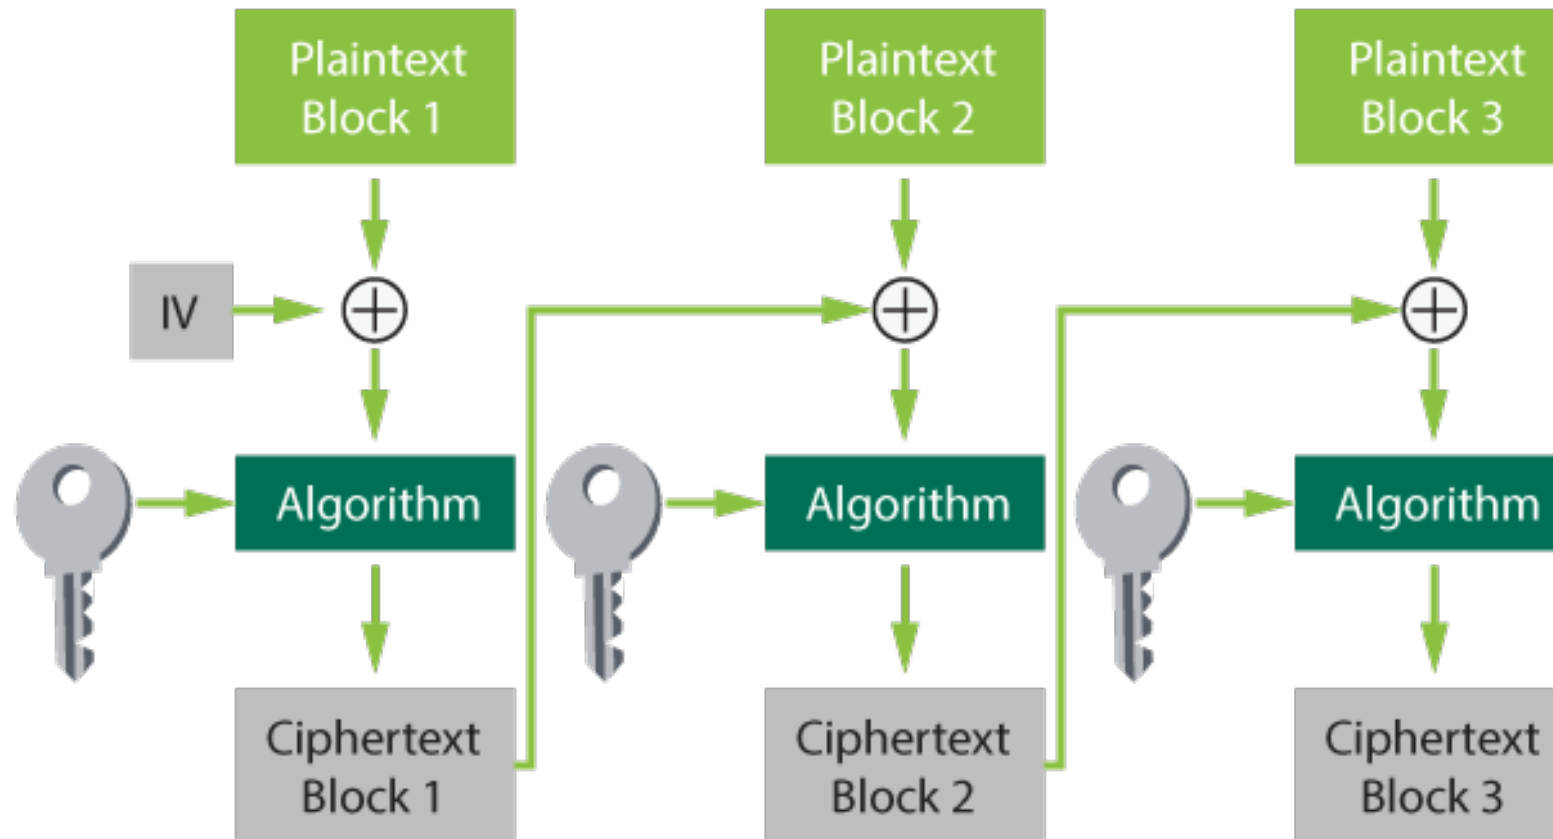 Plaintext
Block 1
Plaintext
Block 2
Plaintext
Block 3
IV
Algorithm
Algorithm
Algorithm
Ciphertext
Block 1
Ciphertext
Block 2
Ciphertext
Block 3